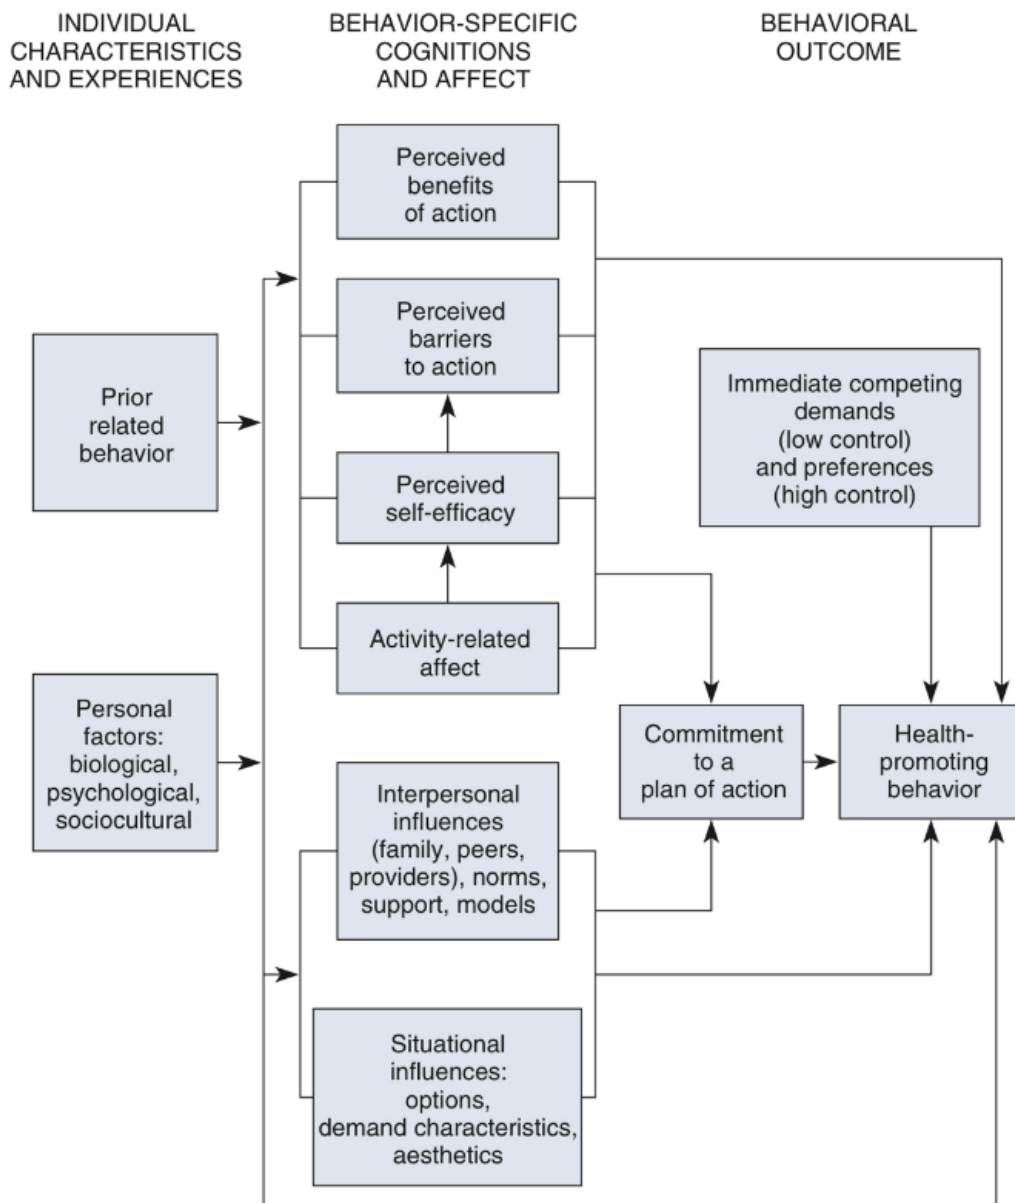 INDIVIDUAL
CHARACTERISTICS
AND EXPERIENCES
BEHAVIOR-SPECIFIC
COGNITIONS
AND AFFECT
BEHAVIORAL
OUTCOME
Perceived
benefits
of action
Perceived
barriers
to action
Prior
related
behavior
Immediate competing
demands
(low control)
and preferences
(high control)
Perceived
self-efficacy
Activity-related
affect
Personal
factors:
biological,
psychological,
sociocultural
Commitment
to a
plan of action
Health-
promoting
behavior
Interpersonal
influences
(family, peers,
providers), norms,
support, models
Situational
influences:
options,
demand characteristics,
aesthetics